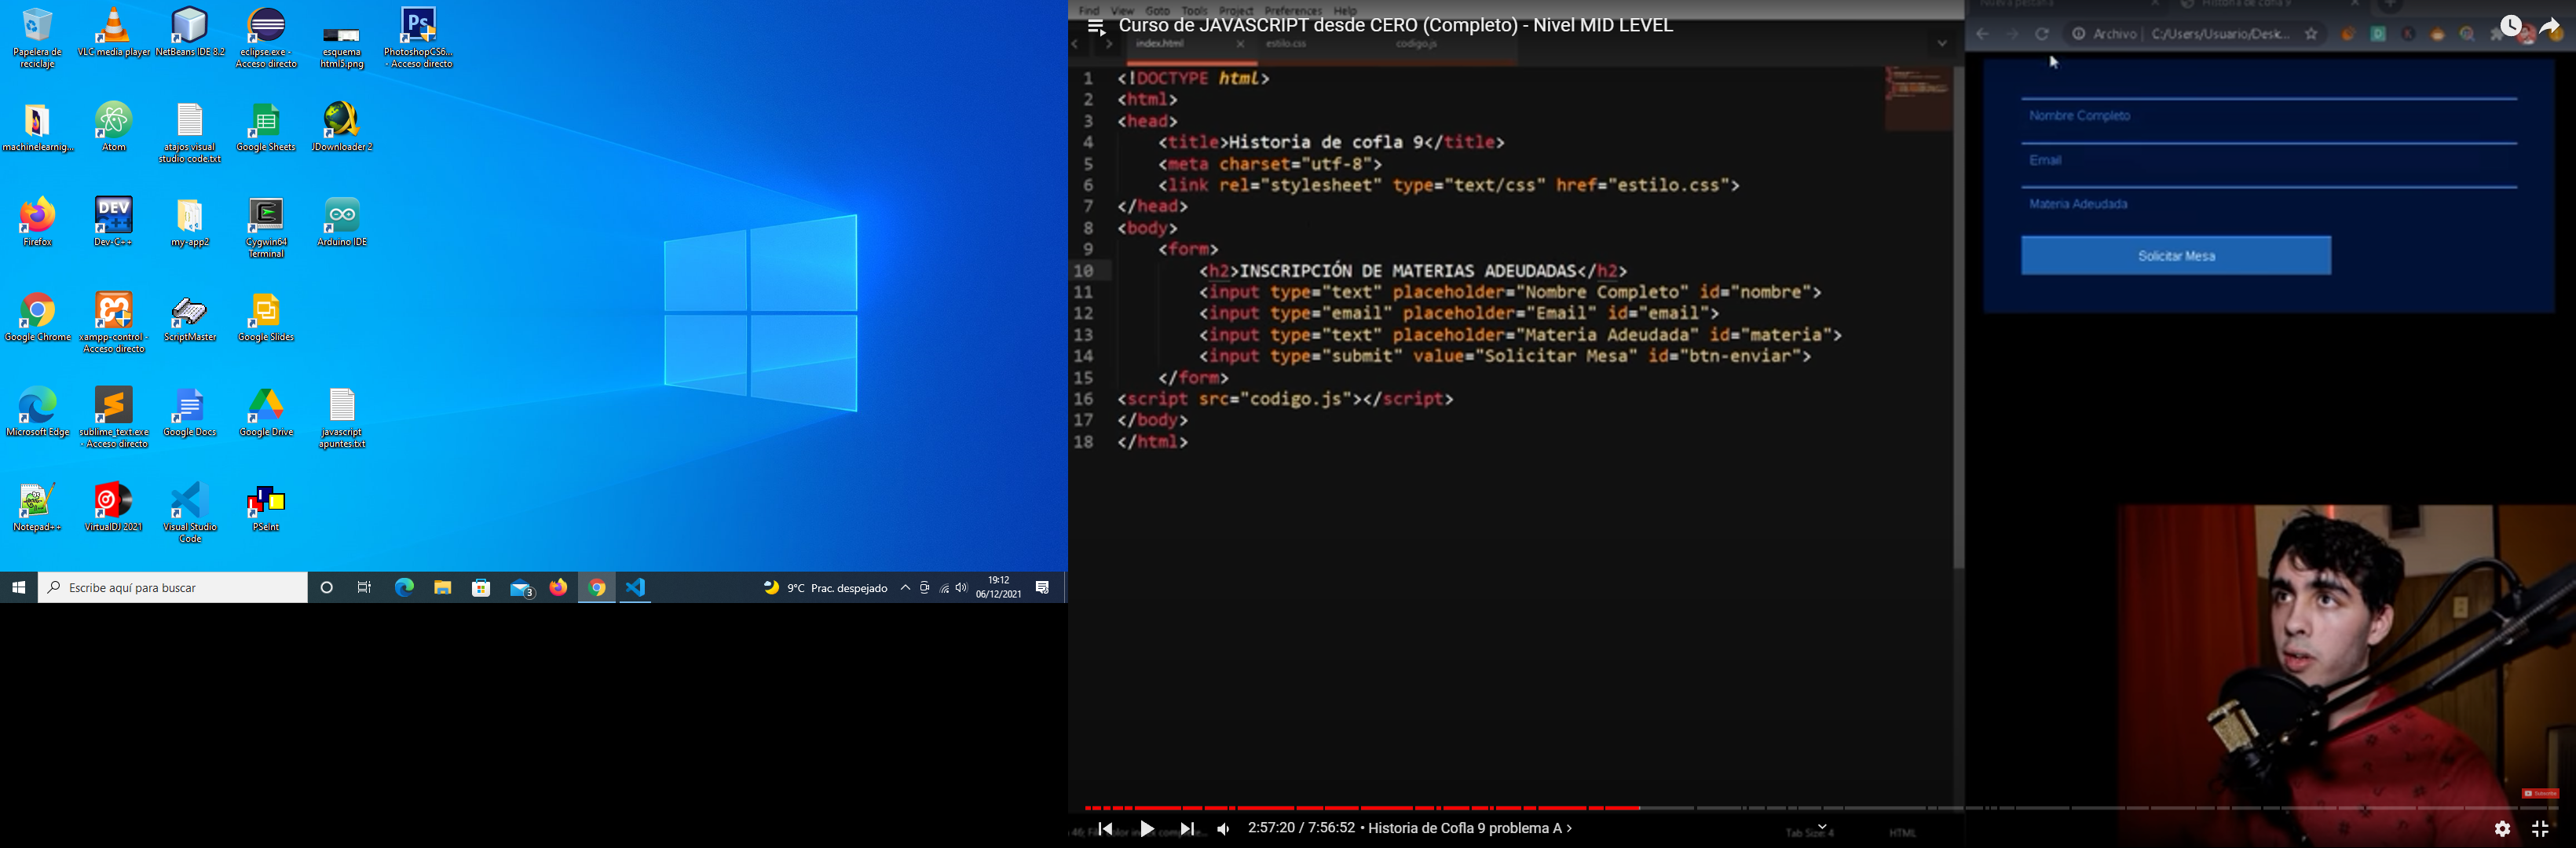 Papelera de
reciclaje
VLC media player
NetBeans IDE 8.2
eclipse.exe -
Acceso directo
esquema
html5.png
PhotoshopCS6...
- Acceso directo
machinelearnig...
Atom
atajos visual
studio code.txt
Google Sheets
JDownloader 2
Firefox
DEV
C++
Dev-C++
my-app2
Cygwin64
Terminal
Arduino IDE
Google Chrome
xampp-control -
Acceso directo
ScriptMaster
Google Slides
Microsoft Edge
sublime_text.exe
- Acceso directo
Google Docs
Google Drive
javascript
apuntes.txt
Notepad++
VirtualDJ 2021
Visual Studio
Code
PSeInt
Escribe aquí para buscar
3
9°C Prac. despejado
19:12
06/12/2021
Find View Goto Tools Project Preferences Help
Curso de JAVASCRIPT desde CERO (Completo) - Nivel MID LEVEL
index.html
estilo.css
codigo.js
1 <!DOCTYPE html>
2 <html>
3 <head>
4 <title>Historia de cofla 9</title>
5 <meta charset="utf-8">
6 <link rel="stylesheet" type="text/css" href="estilo.css">
7 </head>
8 <body>
9 <form>
10 <h2>INSCRIPCIÓN DE MATERIAS ADEUDADAS</h2>
11 <input type="text" placeholder="Nombre Completo" id="nombre">
12 <input type="email" placeholder="Email" id="email">
13 <input type="text" placeholder="Materia Adeudada" id="materia">
14 <input type="submit" value="Solicitar Mesa" id="btn-enviar">
15 </form>
16 <script src="codigo.js"></script>
17 </body>
18 </html>
Nueva pestaña
Historia de cofla 9
Archivo | C:/Users/Usuario/Desk...
Nombre Completo
Email
Materia Adeudada
Solicitar Mesa
2:57:20 / 7:56:52 • Historia de Cofla 9 problema A >
Tab Size: 4
HTML